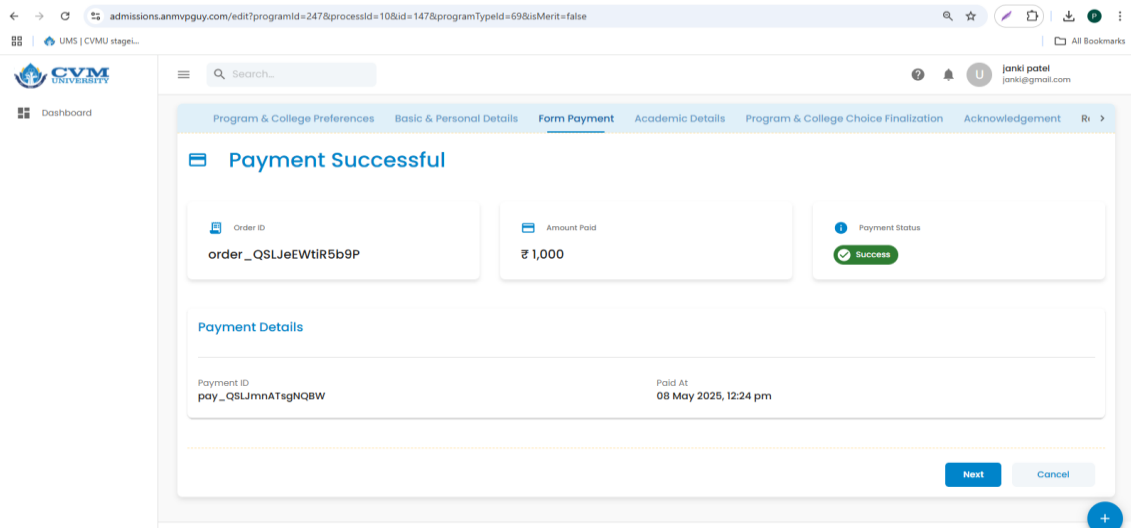 admissions.anmvpguy.com/edit?programId=247&processId=10&id=147&programTypeId=69&isMerit=false
P
UMS | CVMU stagei...
All Bookmarks
CVM
UNIVERSITY
Search...
U
janki patel
janki@gmail.com
Dashboard
Program & College Preferences
Basic & Personal Details
Form Payment
Academic Details
Program & College Choice Finalization
Acknowledgement
Payment Successful
Order ID
order_QSLJeEWtiR5b9P
Amount Paid
₹ 1,000
Payment Status
Success
Payment Details
Payment ID
pay_QSLJmnATsgNQBW
Paid At
08 May 2025, 12:24 pm
Next
Cancel